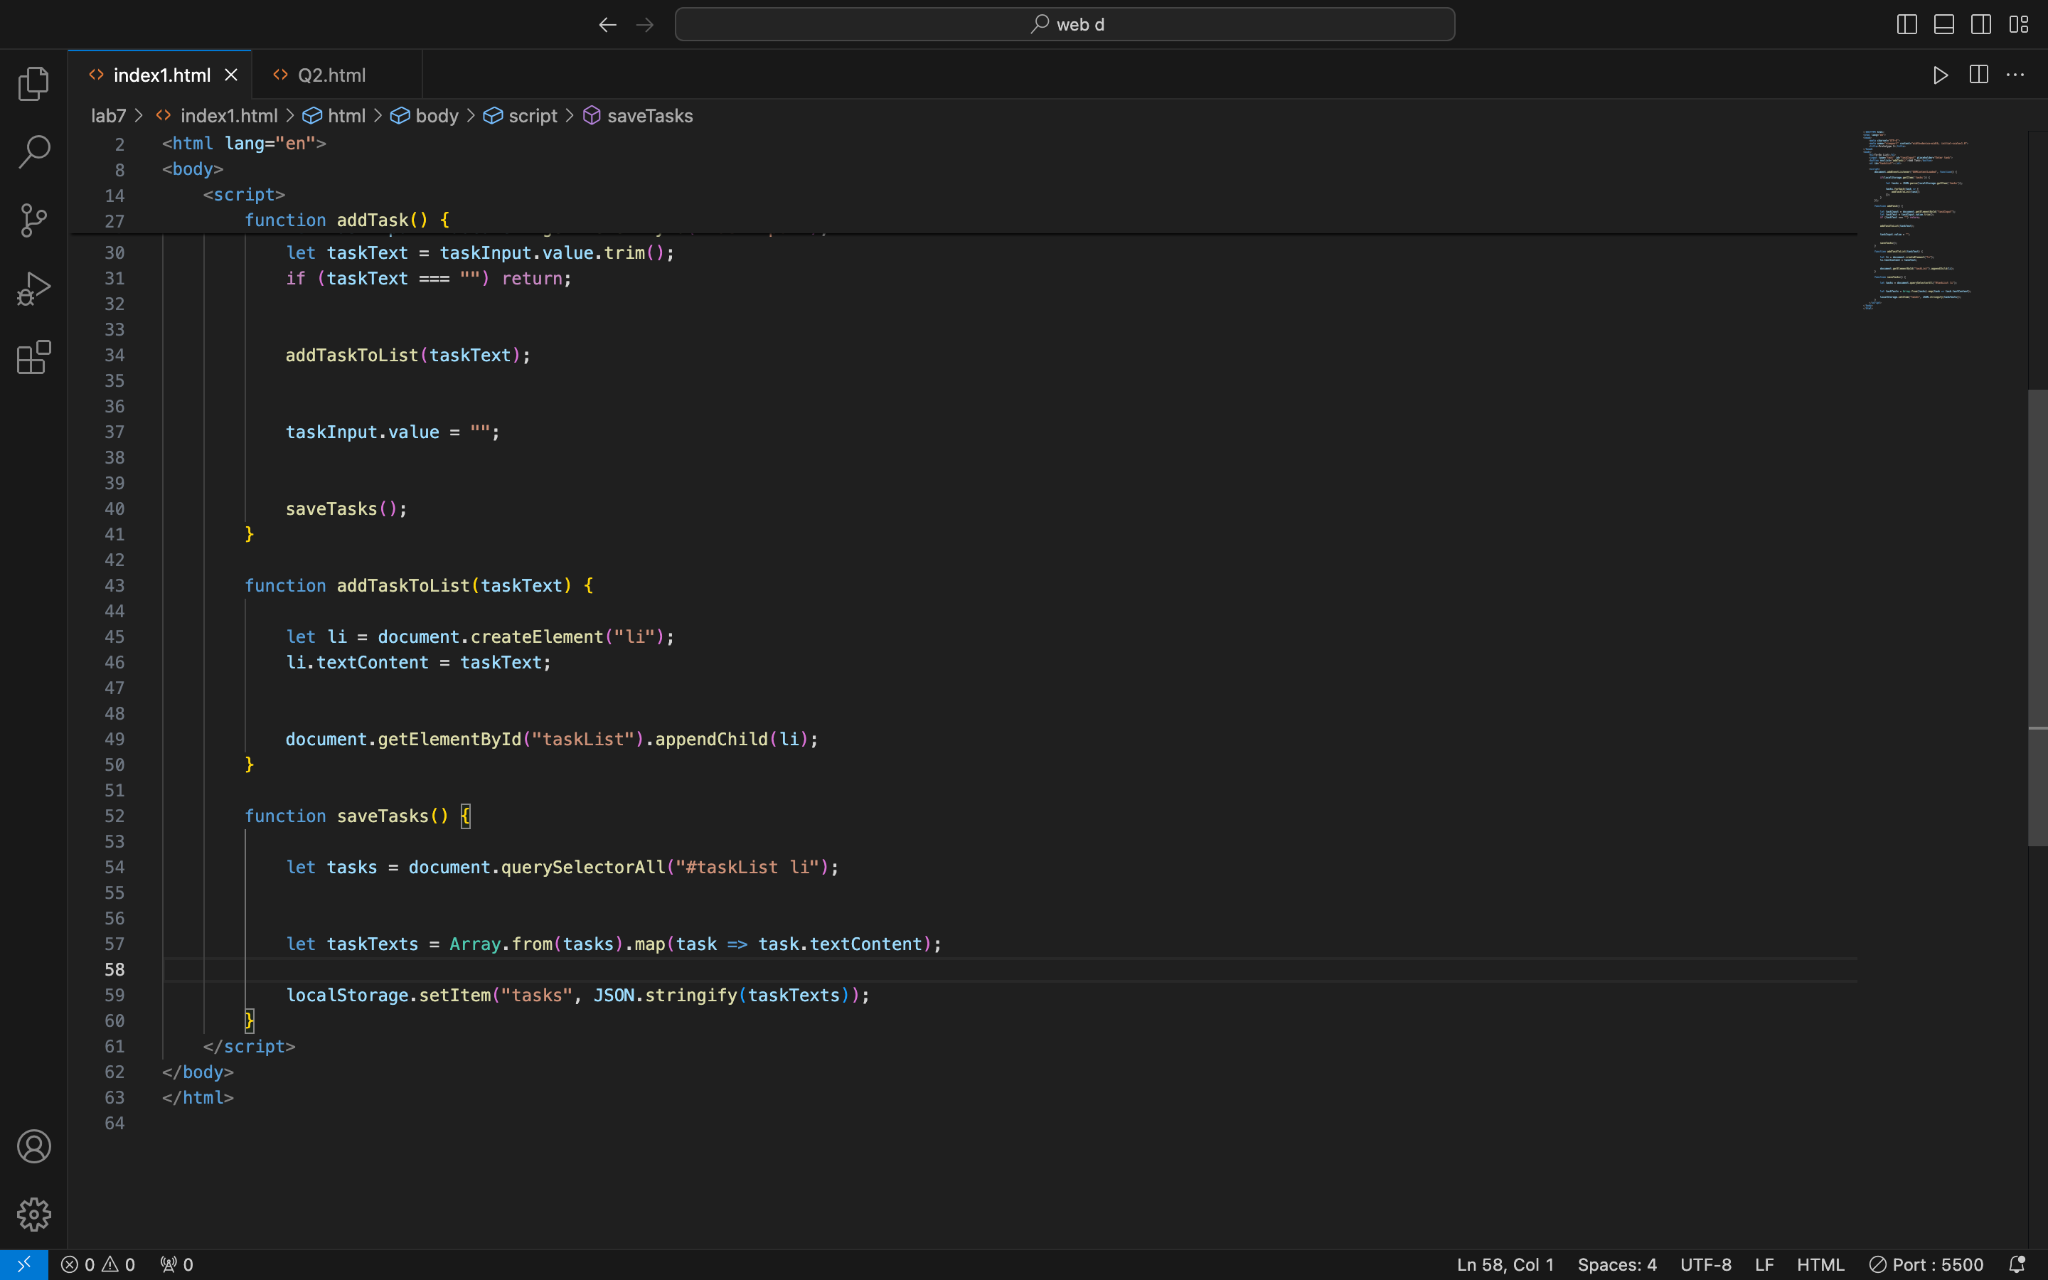 web d
index1.html
Q2.html
lab7 > index1.html > html > body > script > saveTasks
2 <html lang="en">
8 <body>
14 <script>
27 function addTask() {
30 let taskText = taskInput.value.trim();
31 if (taskText === "") return;
32
33
34 addTaskToList(taskText);
35
36
37 taskInput.value = "";
38
39
40 saveTasks();
41 }
42
43 function addTaskToList(taskText) {
44
45 let li = document.createElement("li");
46 li.textContent = taskText;
47
48
49 document.getElementById("taskList").appendChild(li);
50 }
51
52 function saveTasks() {
53
54 let tasks = document.querySelectorAll("#taskList li");
55
56
57 let taskTexts = Array.from(tasks).map(task => task.textContent);
58
59 localStorage.setItem("tasks", JSON.stringify(taskTexts));
60 }
61 </script>
62 </body>
63 </html>
64
0 0 0 Ln 58, Col 1 Spaces: 4 UTF-8 LF HTML Port : 5500